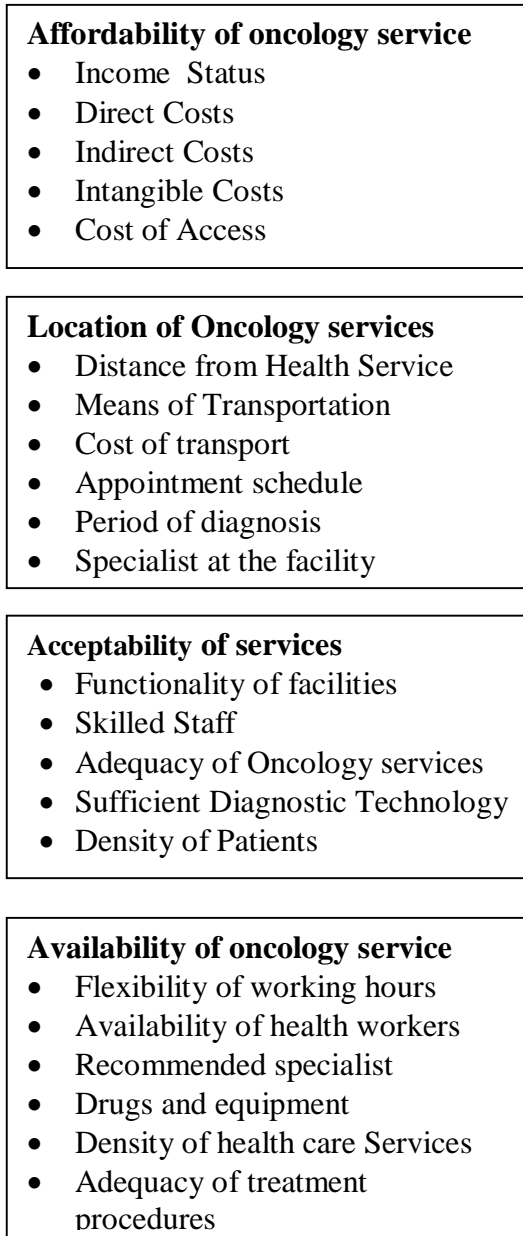 Affordability of oncology service
• Income Status
• Direct Costs
• Indirect Costs
• Intangible Costs
• Cost of Access
Location of Oncology services
• Distance from Health Service
• Means of Transportation
• Cost of transport
• Appointment schedule
• Period of diagnosis
• Specialist at the facility
Acceptability of services
• Functionality of facilities
• Skilled Staff
• Adequacy of Oncology services
• Sufficient Diagnostic Technology
• Density of Patients
Availability of oncology service
• Flexibility of working hours
• Availability of health workers
• Recommended specialist
• Drugs and equipment
• Density of health care Services
• Adequacy of treatment
procedures